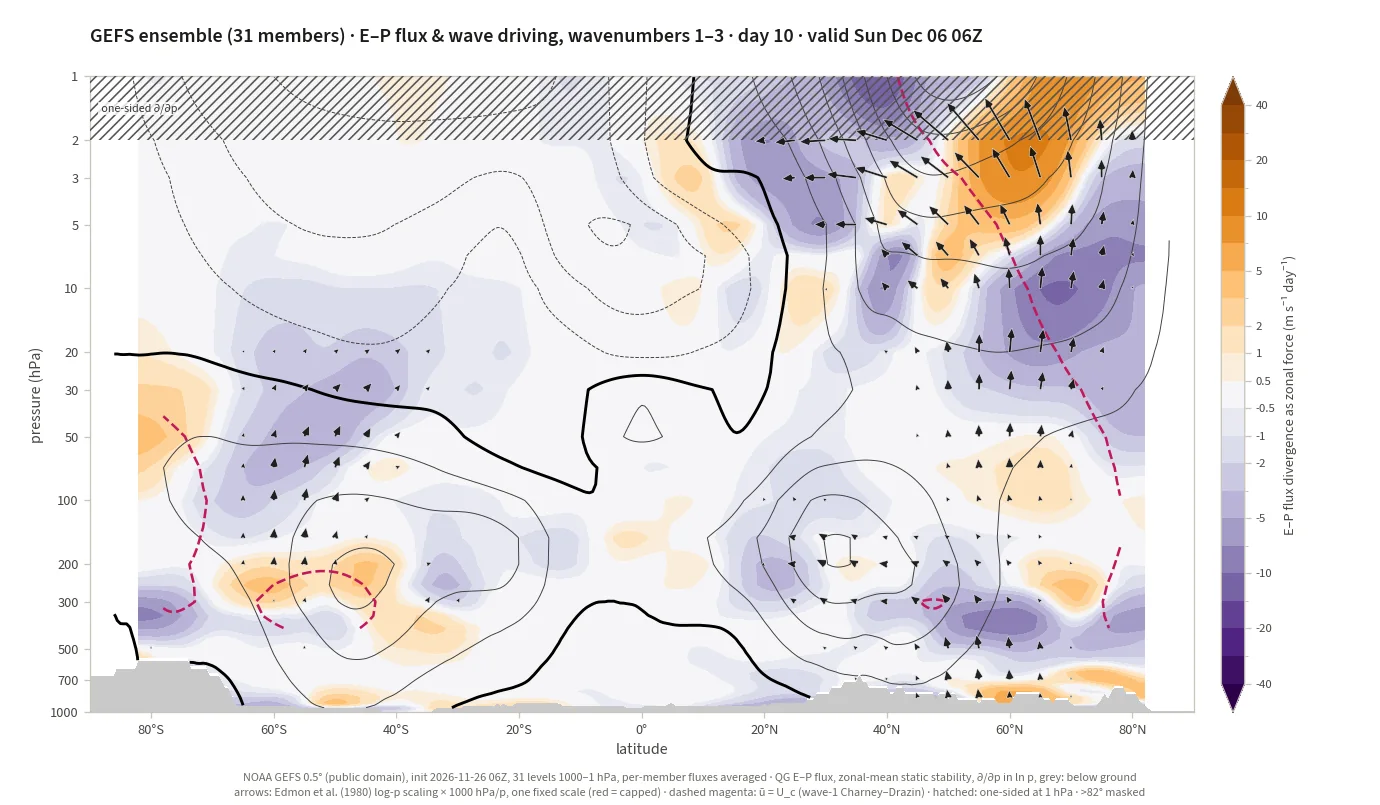 GEFS ensemble (31 members) · E–P flux & wave driving, wavenumbers 1–3 · day 10 · valid Sun Dec 06 06Z
one-sided ∂/∂p
pressure (hPa)
1
2
3
5
10
20
30
50
100
200
300
500
700
1000
80°S
60°S
40°S
20°S
0°
20°N
40°N
60°N
80°N
latitude
40
20
10
5
2
1
0.5
-0.5
-1
-2
-5
-10
-20
-40
E–P flux divergence as zonal force (m s⁻¹ day⁻¹)
NOAA GEFS 0.5° (public domain), init 2026-11-26 06Z, 31 levels 1000–1 hPa, per-member fluxes averaged · QG E–P flux, zonal-mean static stability, ∂/∂p in ln p, grey: below ground
arrows: Edmon et al. (1980) log-p scaling × 1000 hPa/p, one fixed scale (red = capped) · dashed magenta: ū = U_c (wave-1 Charney–Drazin) · hatched: one-sided at 1 hPa · >82° masked